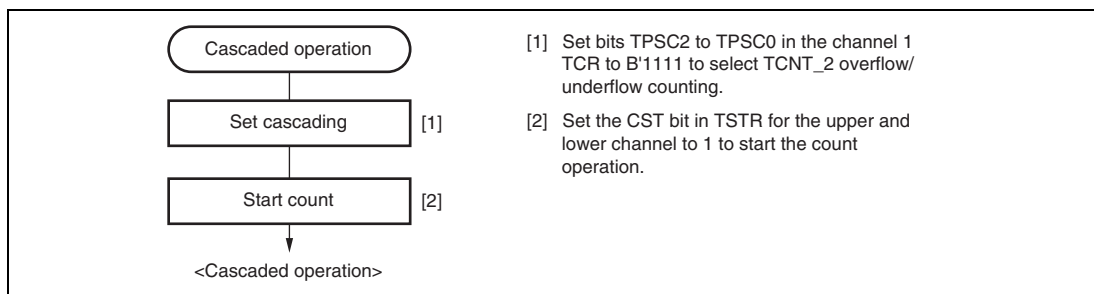 Cascaded operation
Set cascading
[1]
Start count
[2]
<Cascaded operation>
[1] Set bits TPSC2 to TPSC0 in the channel 1
TCR to B'1111 to select TCNT_2 overflow/
underflow counting.
[2] Set the CST bit in TSTR for the upper and
lower channel to 1 to start the count
operation.